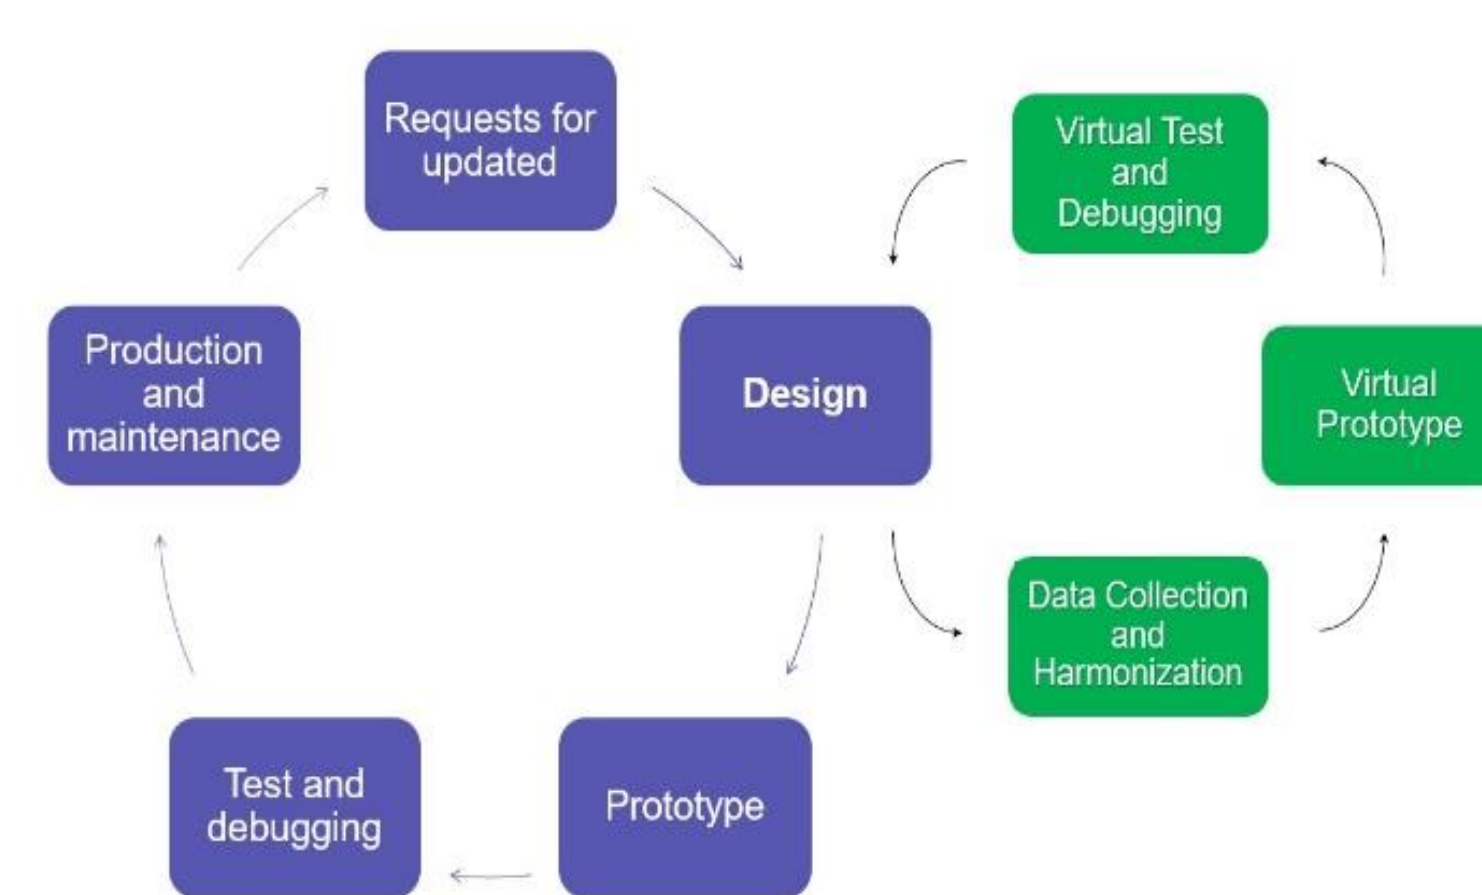 Requests for
updated
Virtual Test
and
Debugging
Production
and
maintenance
Design
Virtual
Prototype
Data Collection
and
Harmonization
Test and
debugging
Prototype